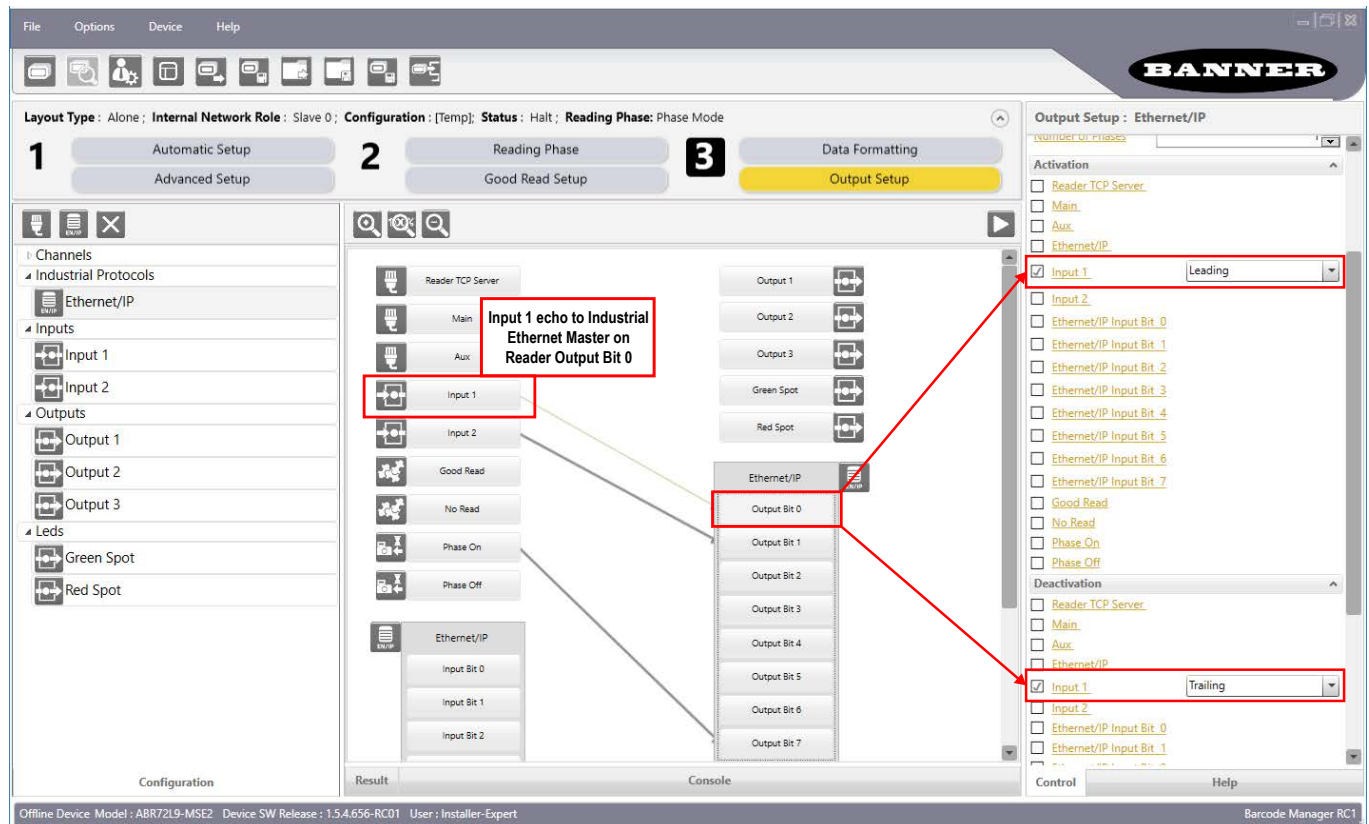 File Options Device Help
BANNER
Layout Type : Alone ; Internal Network Role : Slave 0 ; Configuration : [Temp]; Status : Halt ; Reading Phase: Phase Mode
1
Automatic Setup
Advanced Setup
2
Reading Phase
Good Read Setup
3
Data Formatting
Output Setup
EN/IP
Channels
Industrial Protocols
EN/IP
Ethernet/IP
Inputs
Input 1
Input 2
Outputs
Output 1
Output 2
Output 3
Leds
Green Spot
Red Spot
Configuration
100%
Reader TCP Server
Main
Aux
Input 1
Input 2
Good Read
No Read
Phase On
Phase Off
EN/IP
Ethernet/IP
Input Bit 0
Input Bit 1
Input Bit 2
Input 1 echo to Industrial
Ethernet Master on
Reader Output Bit 0
Output 1
Output 2
Output 3
Green Spot
Red Spot
Ethernet/IP
EN/IP
Output Bit 0
Output Bit 1
Output Bit 2
Output Bit 3
Output Bit 4
Output Bit 5
Output Bit 6
Output Bit 7
Result
Console
Output Setup : Ethernet/IP
Number of Phases 1
Activation
Reader TCP Server
Main
Aux
Ethernet/IP
Input 1 Leading
Input 2
Ethernet/IP Input Bit 0
Ethernet/IP Input Bit 1
Ethernet/IP Input Bit 2
Ethernet/IP Input Bit 3
Ethernet/IP Input Bit 4
Ethernet/IP Input Bit 5
Ethernet/IP Input Bit 6
Ethernet/IP Input Bit 7
Good Read
No Read
Phase On
Phase Off
Deactivation
Reader TCP Server
Main
Aux
Ethernet/IP
Input 1 Trailing
Input 2
Ethernet/IP Input Bit 0
Ethernet/IP Input Bit 1
Control Help
Offline Device Model : ABR72L9-MSE2 Device SW Release : 1.5.4.656-RC01 User : Installer-Expert
Barcode Manager RC1